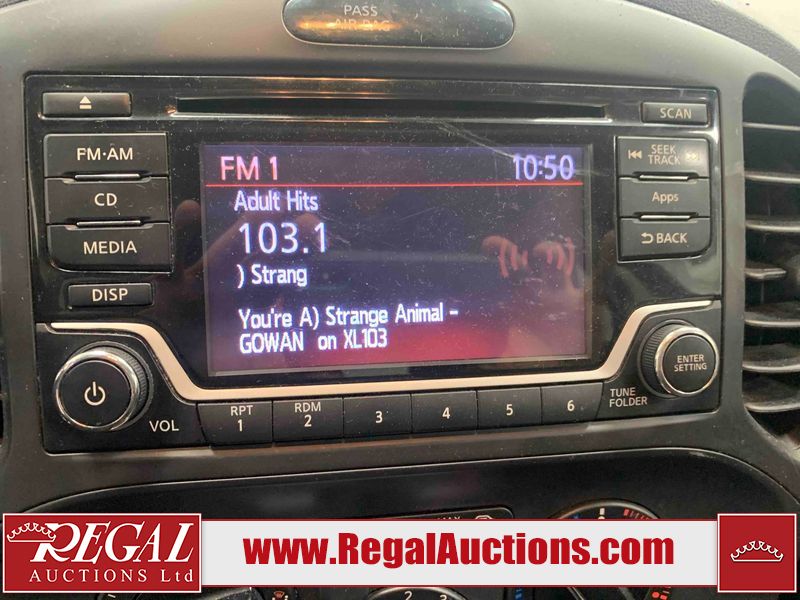 PASS
AIR BAG
SCAN
FM·AM
CD
MEDIA
DISP
FM 1 10:50
Adult Hits
103.1
) Strang
You're A) Strange Animal -
GOWAN on XL103
SEEK
TRACK
Apps
BACK
ENTER
SETTING
TUNE
FOLDER
VOL
RPT RDM
1 2 3 4 5 6
REGAL
AUCTIONS Ltd
www.RegalAuctions.com